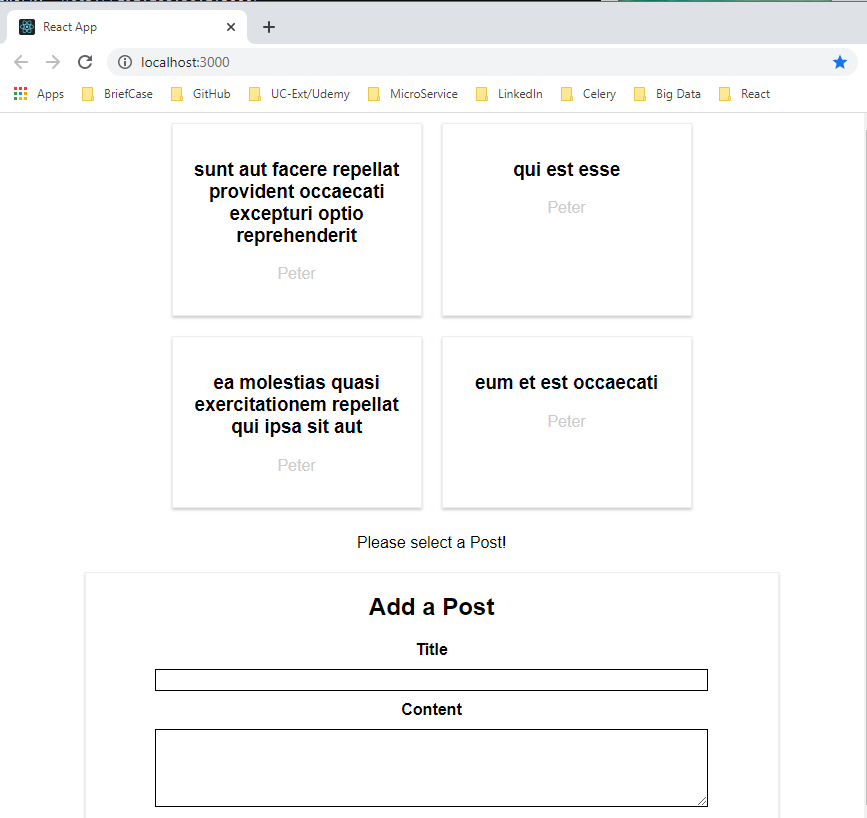 React App
localhost:3000
Apps BriefCase GitHub UC-Ext/Udemy MicroService LinkedIn Celery Big Data React
sunt aut facere repellat
provident occaecati
excepturi optio
reprehenderit
Peter
qui est esse
Peter
ea molestias quasi
exercitationem repellat
qui ipsa sit aut
Peter
eum et est occaecati
Peter
Please select a Post!
Add a Post
Title
Content